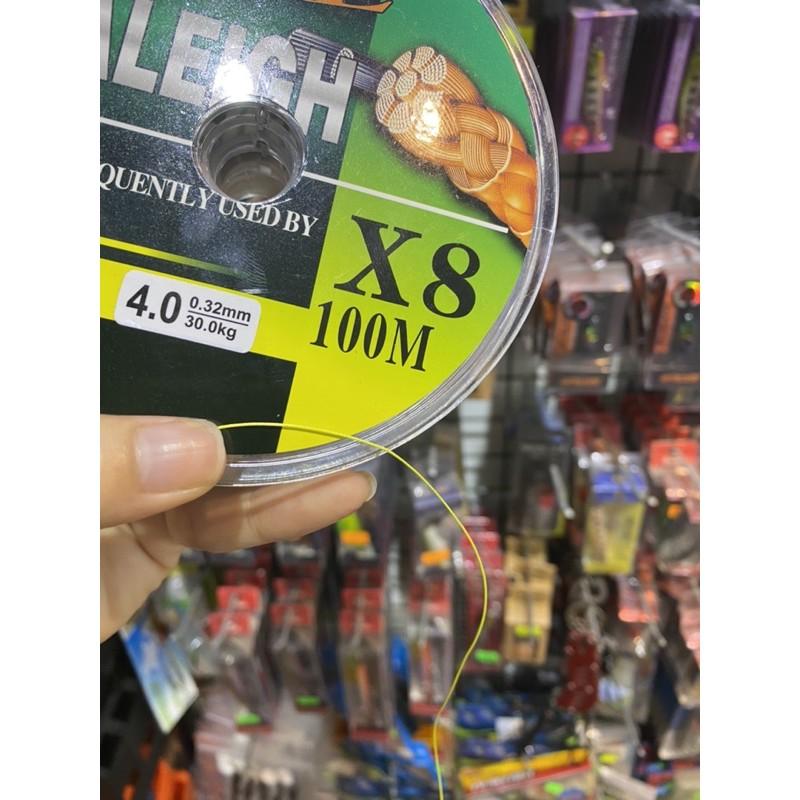 ALEIGH
QUENTLY USED BY
X8
100M
4.0 0.32mm
30.0kg